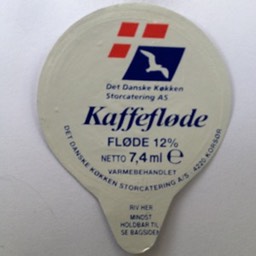 Det Danske Køkken
Storcatering AS
Kaffefløde
FLØDE 12%
NETTO 7,4 ml ℮
VARMEBEHANDLET
DET DANSKE KØKKEN STORCATERING A/S · 4220 KORSØR
RIV HER
MINDST
HOLDBAR TIL
SE BAGSIDEN